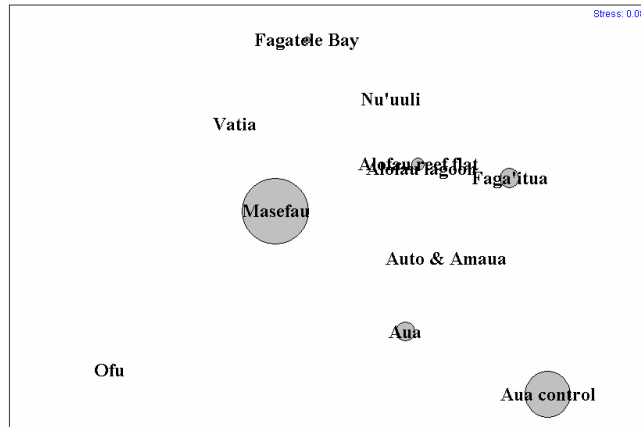 Stress: 0.08
Fagatele Bay
Nu'uuli
Vatia
Alofau reef flat
Alofau lagoon
Faga'itua
Masefau
Auto & Amaua
Aua
Ofu
Aua control